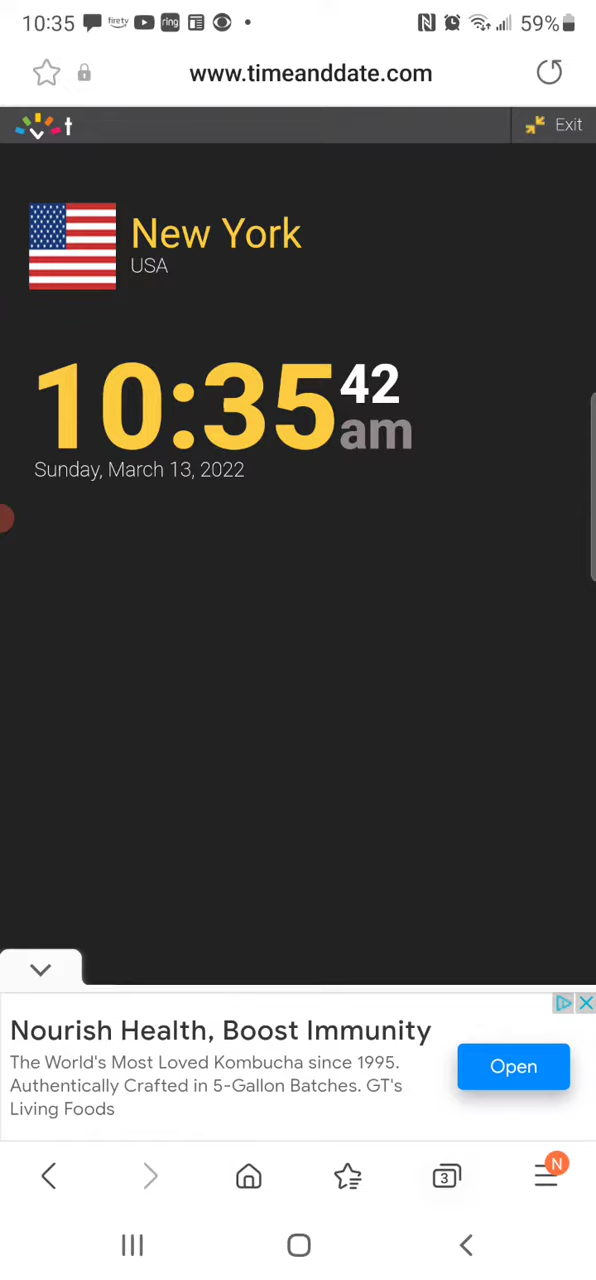 10:35 firetv ring 59%
www.timeanddate.com
t Exit
New York
USA
10:35 42
am
Sunday, March 13, 2022
Nourish Health, Boost Immunity
The World's Most Loved Kombucha since 1995.
Authentically Crafted in 5-Gallon Batches. GT's
Living Foods
Open
3 N